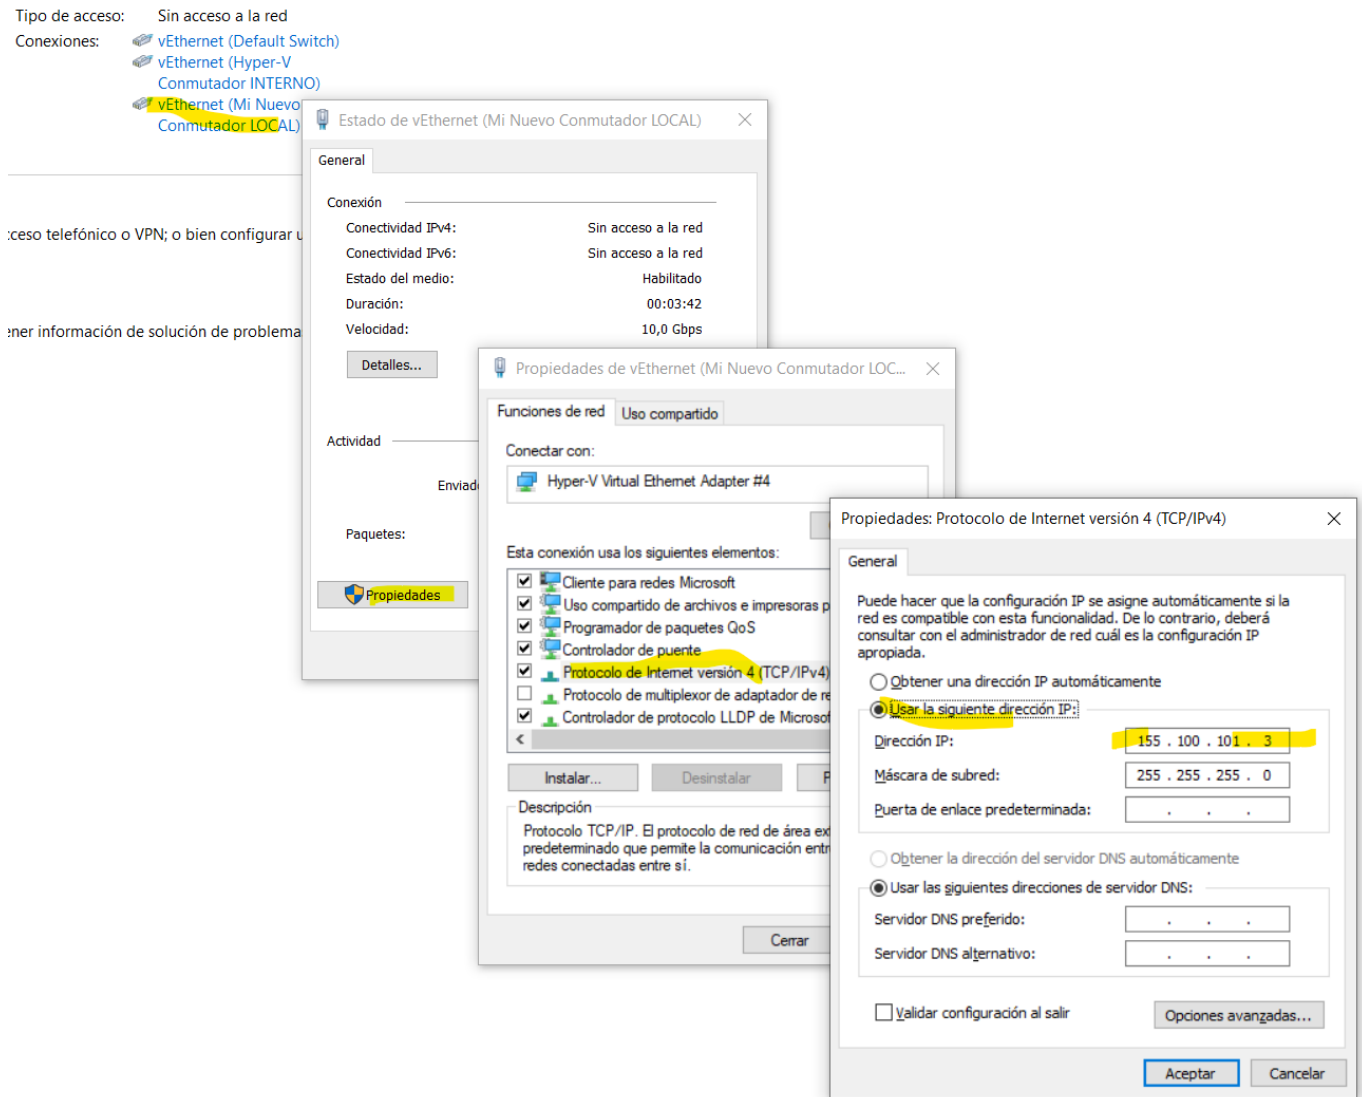 Tipo de acceso: Sin acceso a la red
Conexiones: vEthernet (Default Switch)
vEthernet (Hyper-V
Conmutador INTERNO)
vEthernet (Mi Nuevo
Conmutador LOCAL)
cceso telefónico o VPN; o bien configurar u
ener información de solución de problema
Estado de vEthernet (Mi Nuevo Conmutador LOCAL)
General
Conexión
Conectividad IPv4: Sin acceso a la red
Conectividad IPv6: Sin acceso a la red
Estado del medio: Habilitado
Duración: 00:03:42
Velocidad: 10,0 Gbps
Detalles...
Actividad
Enviado
Paquetes:
Propiedades
Propiedades de vEthernet (Mi Nuevo Conmutador LOC...
Funciones de red Uso compartido
Conectar con:
Hyper-V Virtual Ethernet Adapter #4
Esta conexión usa los siguientes elementos:
Cliente para redes Microsoft
Uso compartido de archivos e impresoras p
Programador de paquetes QoS
Controlador de puente
Protocolo de Internet versión 4 (TCP/IPv4)
Protocolo de multiplexor de adaptador de re
Controlador de protocolo LLDP de Microsof
Instalar... Desinstalar P
Descripción
Protocolo TCP/IP. El protocolo de red de área ex
predeterminado que permite la comunicación entr
redes conectadas entre sí.
Cerrar
Propiedades: Protocolo de Internet versión 4 (TCP/IPv4)
General
Puede hacer que la configuración IP se asigne automáticamente si la
red es compatible con esta funcionalidad. De lo contrario, deberá
consultar con el administrador de red cuál es la configuración IP
apropiada.
Obtener una dirección IP automáticamente
Usar la siguiente dirección IP:
Dirección IP: 155 . 100 . 101 . 3
Máscara de subred: 255 . 255 . 255 . 0
Puerta de enlace predeterminada: . . .
Obtener la dirección del servidor DNS automáticamente
Usar las siguientes direcciones de servidor DNS:
Servidor DNS preferido: . . .
Servidor DNS alternativo: . . .
Validar configuración al salir
Opciones avanzadas...
Aceptar Cancelar